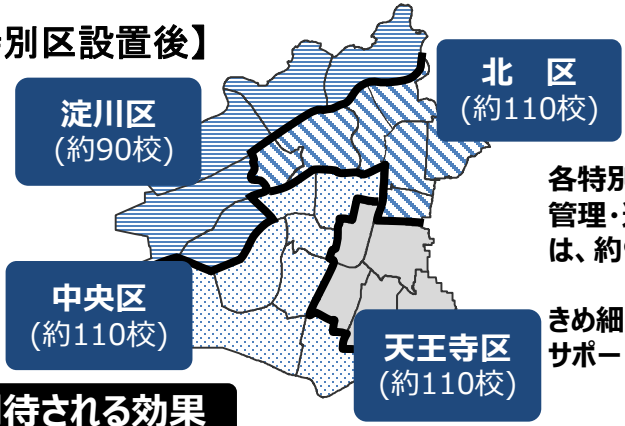 別区設置後】
北　区
(約110校)
淀川区
(約90校)
各特別
管理・
は、約
中央区
(約110校)
きめ細
サポー
天王寺区
(約110校)
待される効果